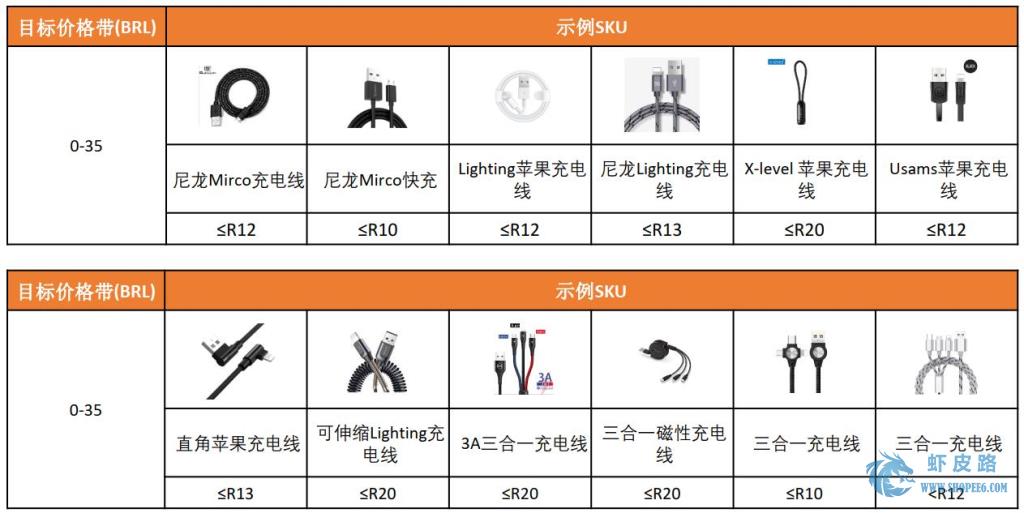 目标价格带(BRL) 示例SKU
0-35
尼龙Mirco充电线 尼龙Mirco快充 Lighting苹果充电线 尼龙Lighting充电线 X-level 苹果充电线 Usams苹果充电线
≤R12 ≤R10 ≤R12 ≤R13 ≤R20 ≤R12
目标价格带(BRL) 示例SKU
0-35
3A
直角苹果充电线 可伸缩Lighting充电线 3A三合一充电线 三合一磁性充电线 三合一充电线 三合一充电线
≤R13 ≤R20 ≤R20 ≤R20 ≤R10 <R12
虾皮路
WWW.SHOPEE6.COM